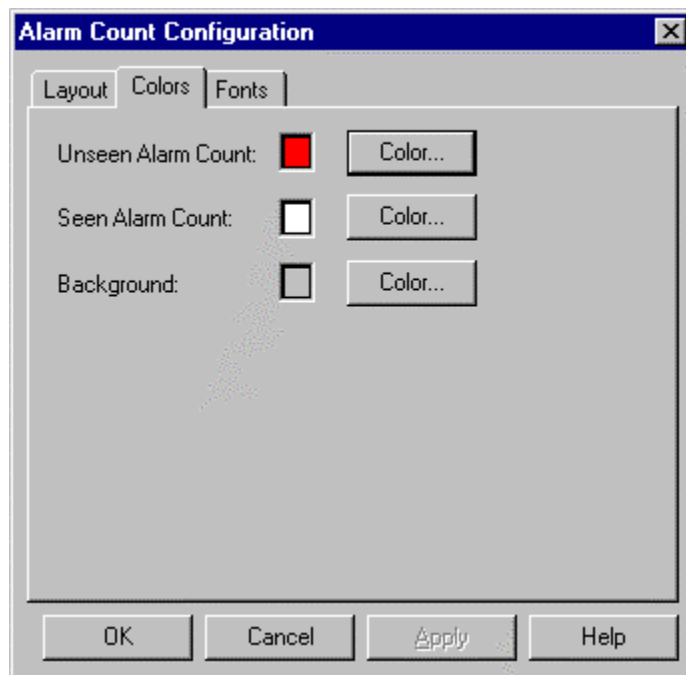 Alarm Count Configuration
Layout Colors Fonts
Unseen Alarm Count: Color...
Seen Alarm Count: Color...
Background: Color...
OK Cancel Apply Help